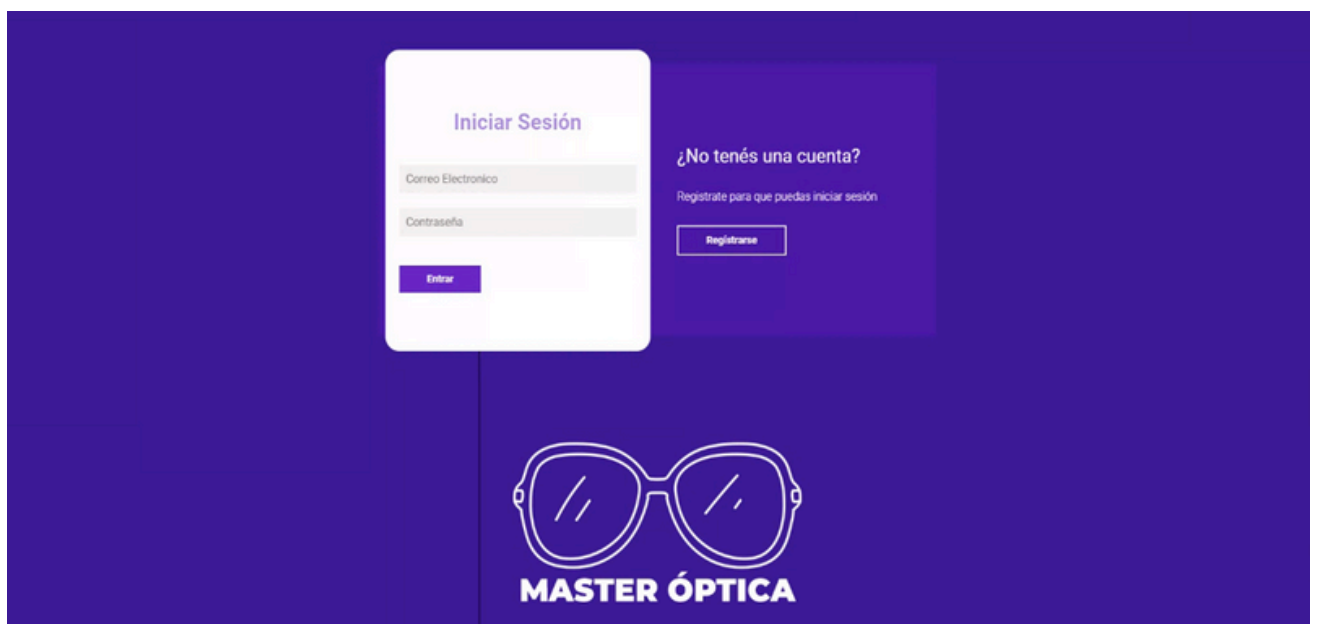 Iniciar Sesión
Correo Electronico
Contraseña
Entrar
¿No tenés una cuenta?
Registrate para que puedas iniciar sesión
Registrarse
MASTER ÓPTICA